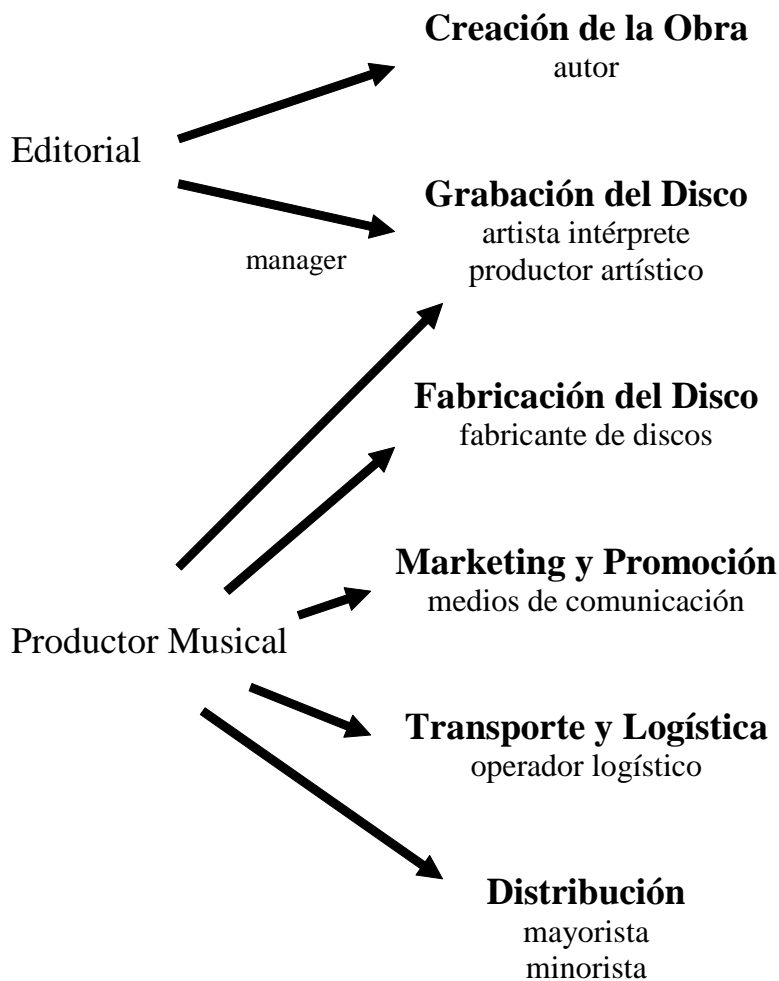 Creación de la Obra
autor
Editorial
Grabación del Disco
artista intérprete
manager
productor artístico
Fabricación del Disco
fabricante de discos
Marketing y Promoción
medios de comunicación
Productor Musical
Transporte y Logística
operador logístico
Distribución
mayorista
minorista